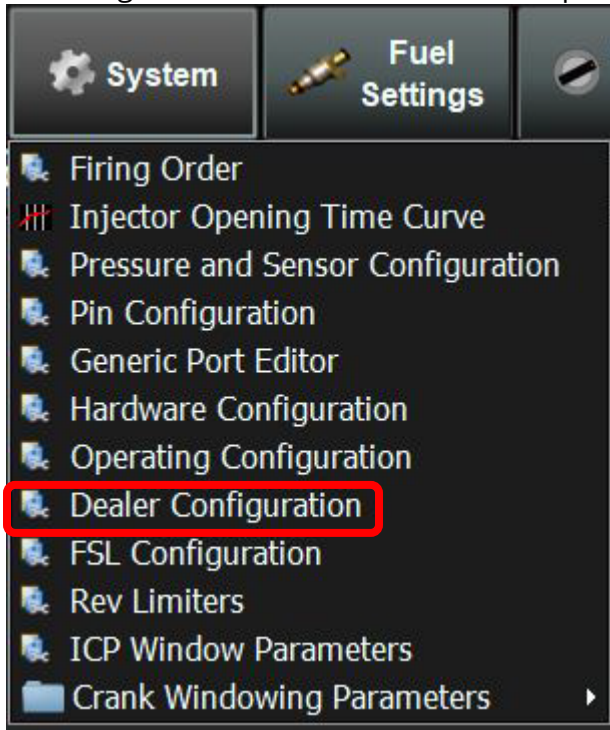 System
Fuel
Settings
Firing Order
Injector Opening Time Curve
Pressure and Sensor Configuration
Pin Configuration
Generic Port Editor
Hardware Configuration
Operating Configuration
Dealer Configuration
FSL Configuration
Rev Limiters
ICP Window Parameters
Crank Windowing Parameters